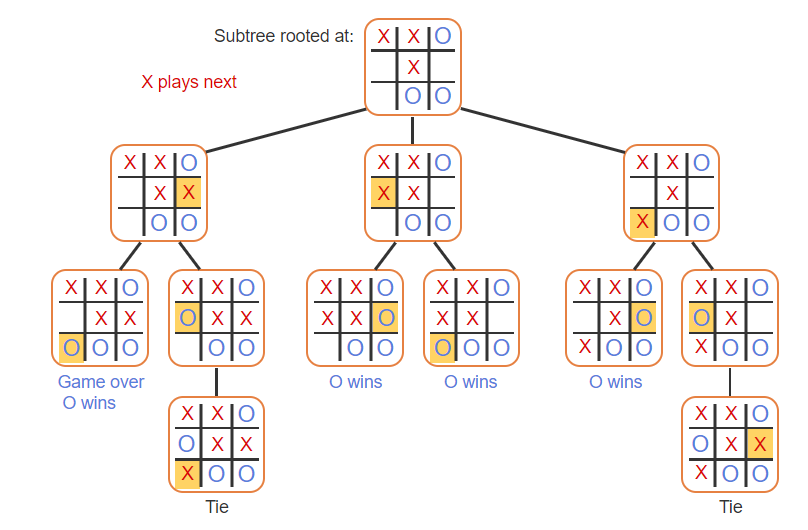 Subtree rooted at:
X X O
X
O O
X plays next
X X O
X X
O O
X X O
X X
O O
X X O
X
X O O
X X O
X X
O O O
X X O
O X X
O O
X X O
X X O
O O
X X O
X X
O O O
X X O
X O
X O O
X X O
O X
X O O
Game over
O wins
O wins
O wins
O wins
X X O
O X X
X O O
X X O
O X X
X O O
Tie
Tie